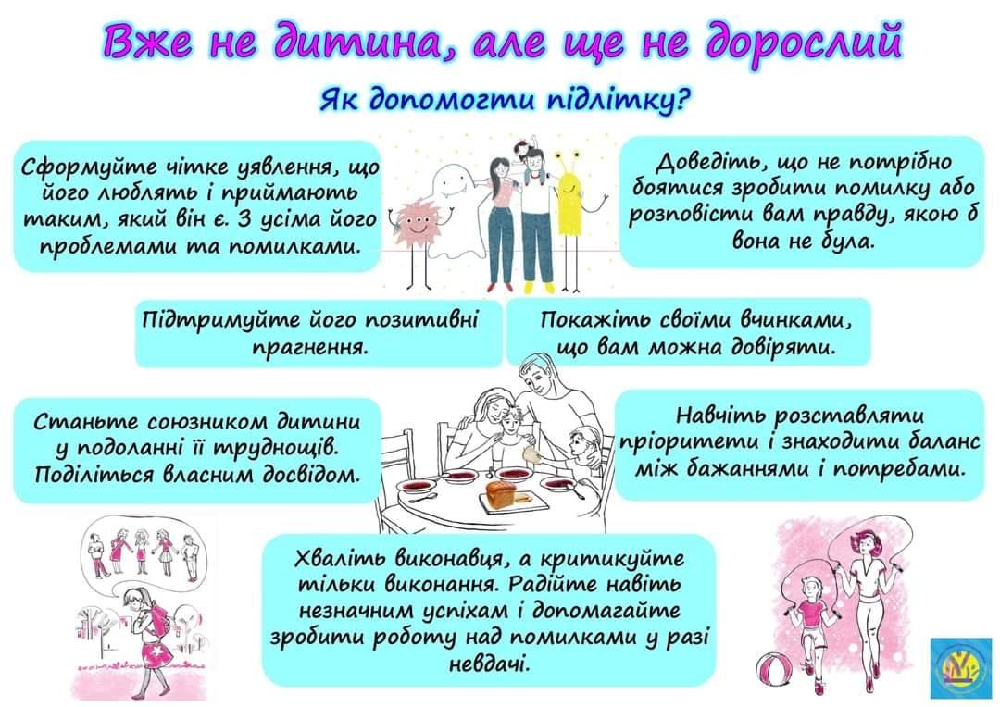 Вже не дитина, але ще не дорослий
Як допомогти підлітку?
Сформуйте чітке уявлення, що
його люблять і приймають
таким, який він є. З усіма його
проблемами та помилками.
Доведіть, що не потрібно
боятися зробити помилку або
розповісти вам правду, якою б
вона не була.
Підтримуйте його позитивні
прагнення.
Покажіть своїми вчинками,
що вам можна довіряти.
Станьте союзником дитини
у подоланні її труднощів.
Поділіться власним досвідом.
Навчіть розставляти
пріоритети і знаходити баланс
між бажаннями і потребами.
Хваліть виконавця, а критикуйте
тільки виконання. Радійте навіть
незначним успіхам і допомагайте
зробити роботу над помилками у разі
невдачі.